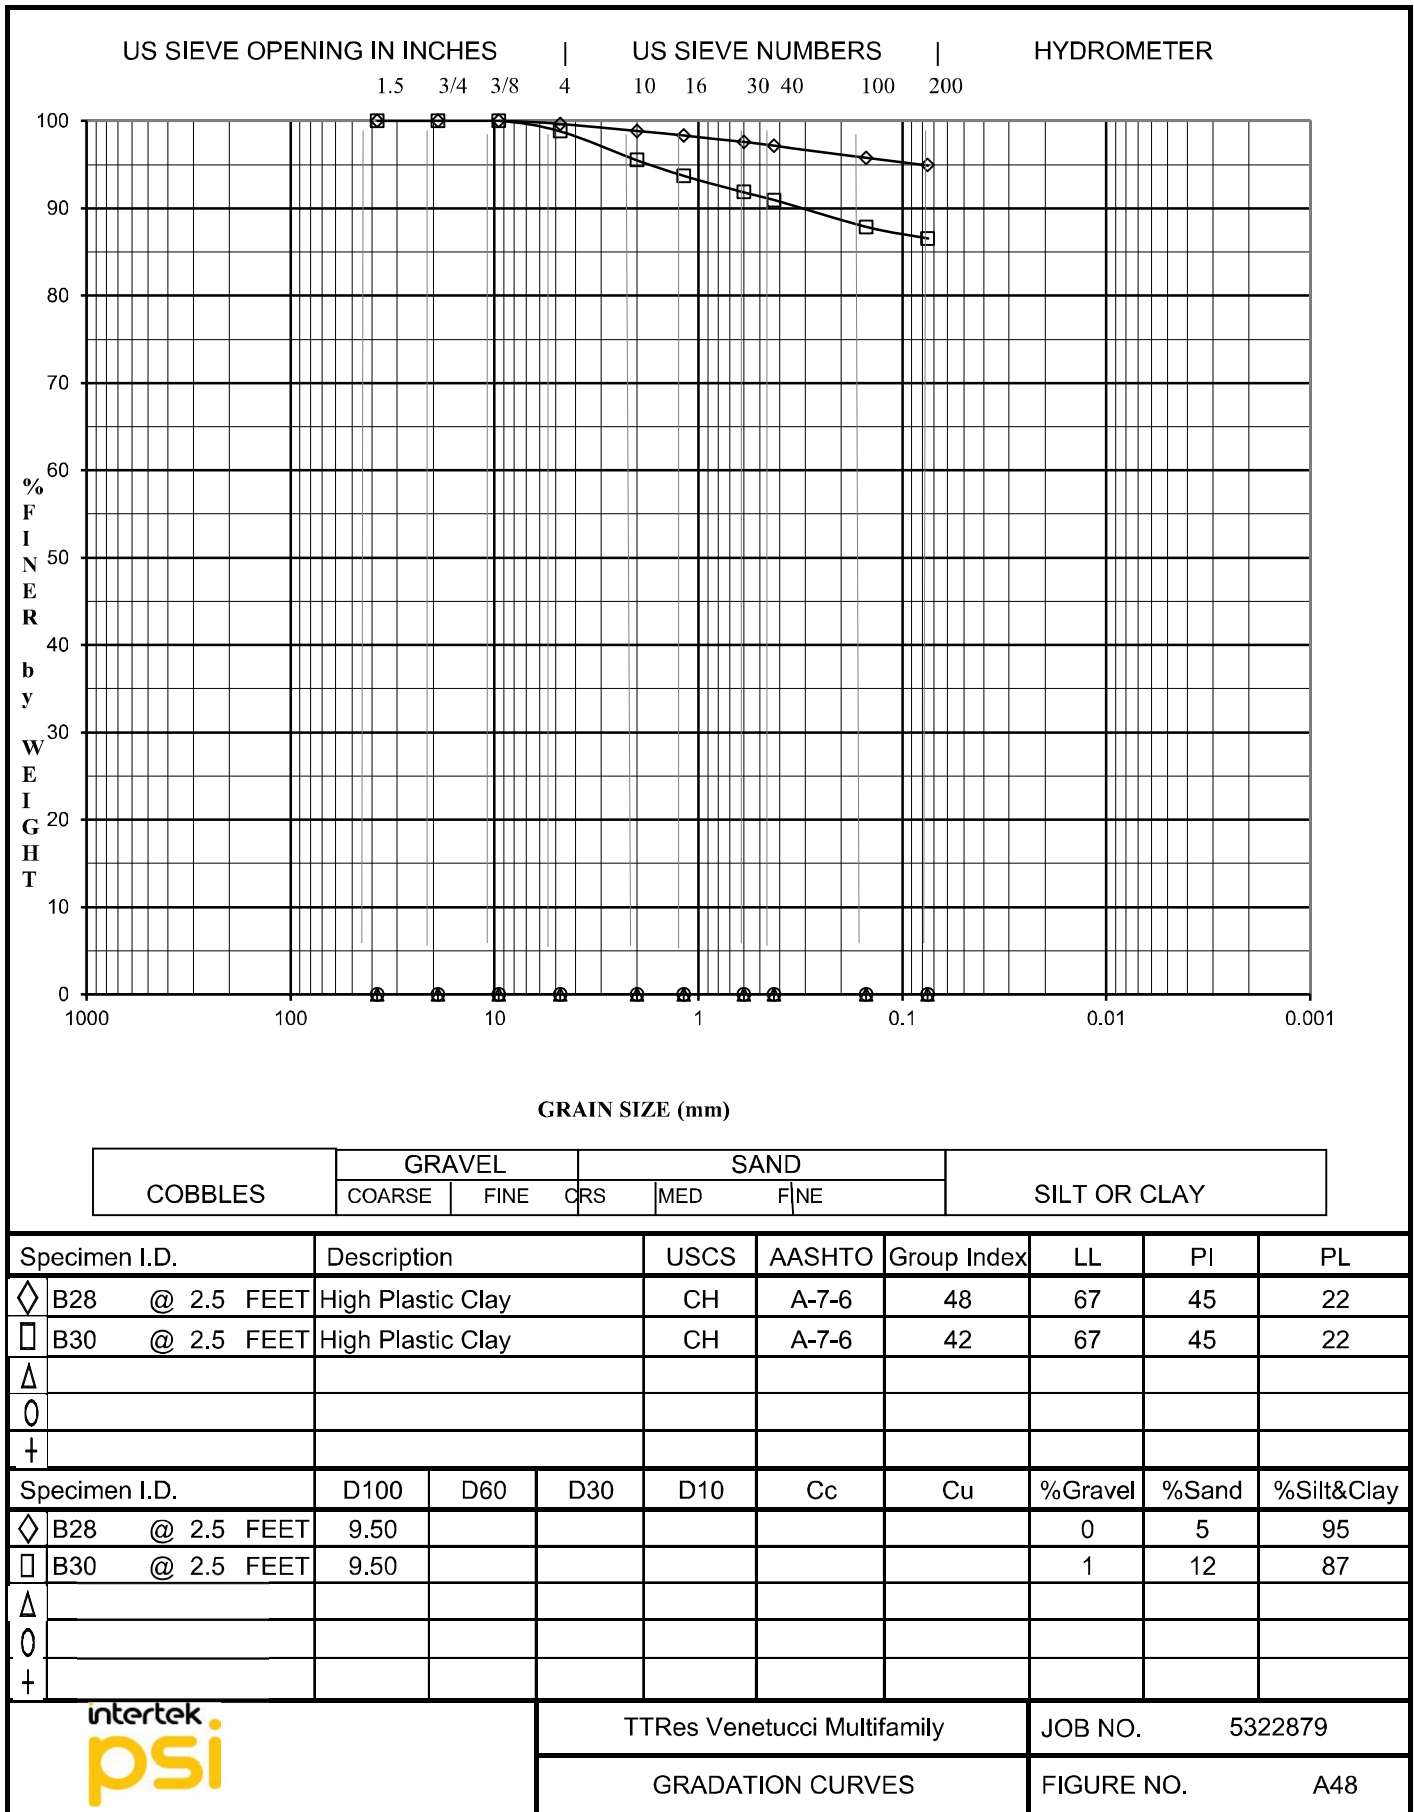 US SIEVE OPENING IN INCHES | US SIEVE NUMBERS | HYDROMETER
1.5 3/4 3/8 4 10 16 30 40 100 200
100
90
80
70
60
50
40
30
20
10
0
% FINER by WEIGHT
1000 100 10 1 0.1 0.01 0.001
GRAIN SIZE (mm)
COBBLES GRAVEL SAND SILT OR CLAY
COARSE FINE CRS MED FINE
Specimen I.D. Description USCS AASHTO Group Index LL PI PL
B28 @ 2.5 FEET High Plastic Clay CH A-7-6 48 67 45 22
B30 @ 2.5 FEET High Plastic Clay CH A-7-6 42 67 45 22
Specimen I.D. D100 D60 D30 D10 Cc Cu %Gravel %Sand %Silt&Clay
B28 @ 2.5 FEET 9.50 0 5 95
B30 @ 2.5 FEET 9.50 1 12 87
intertek
psi
TTRes Venetucci Multifamily JOB NO. 5322879
GRADATION CURVES FIGURE NO. A48